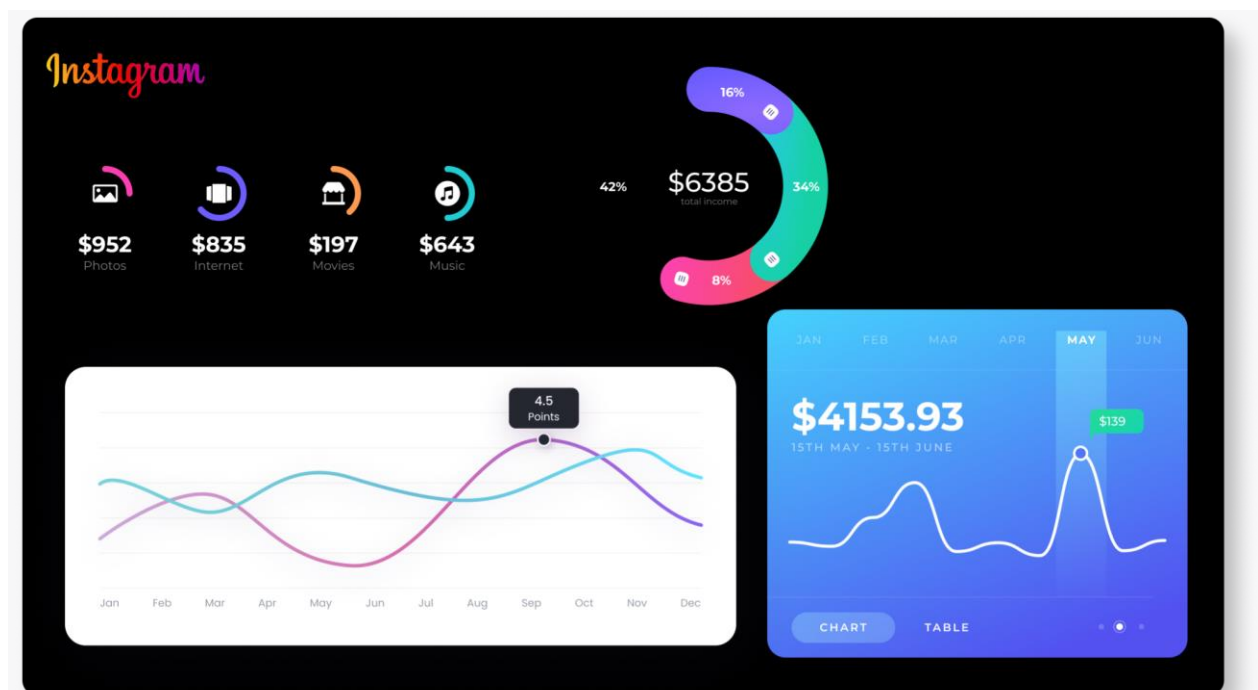 Instagram
16%
42%
$6385
total income
34%
8%
$952
Photos
$835
Internet
$197
Movies
$643
Music
4.5
Points
Jan Feb Mar Apr May Jun Jul Aug Sep Oct Nov Dec
JAN FEB MAR APR MAY JUN
$4153.93
15TH MAY - 15TH JUNE
$139
CHART TABLE